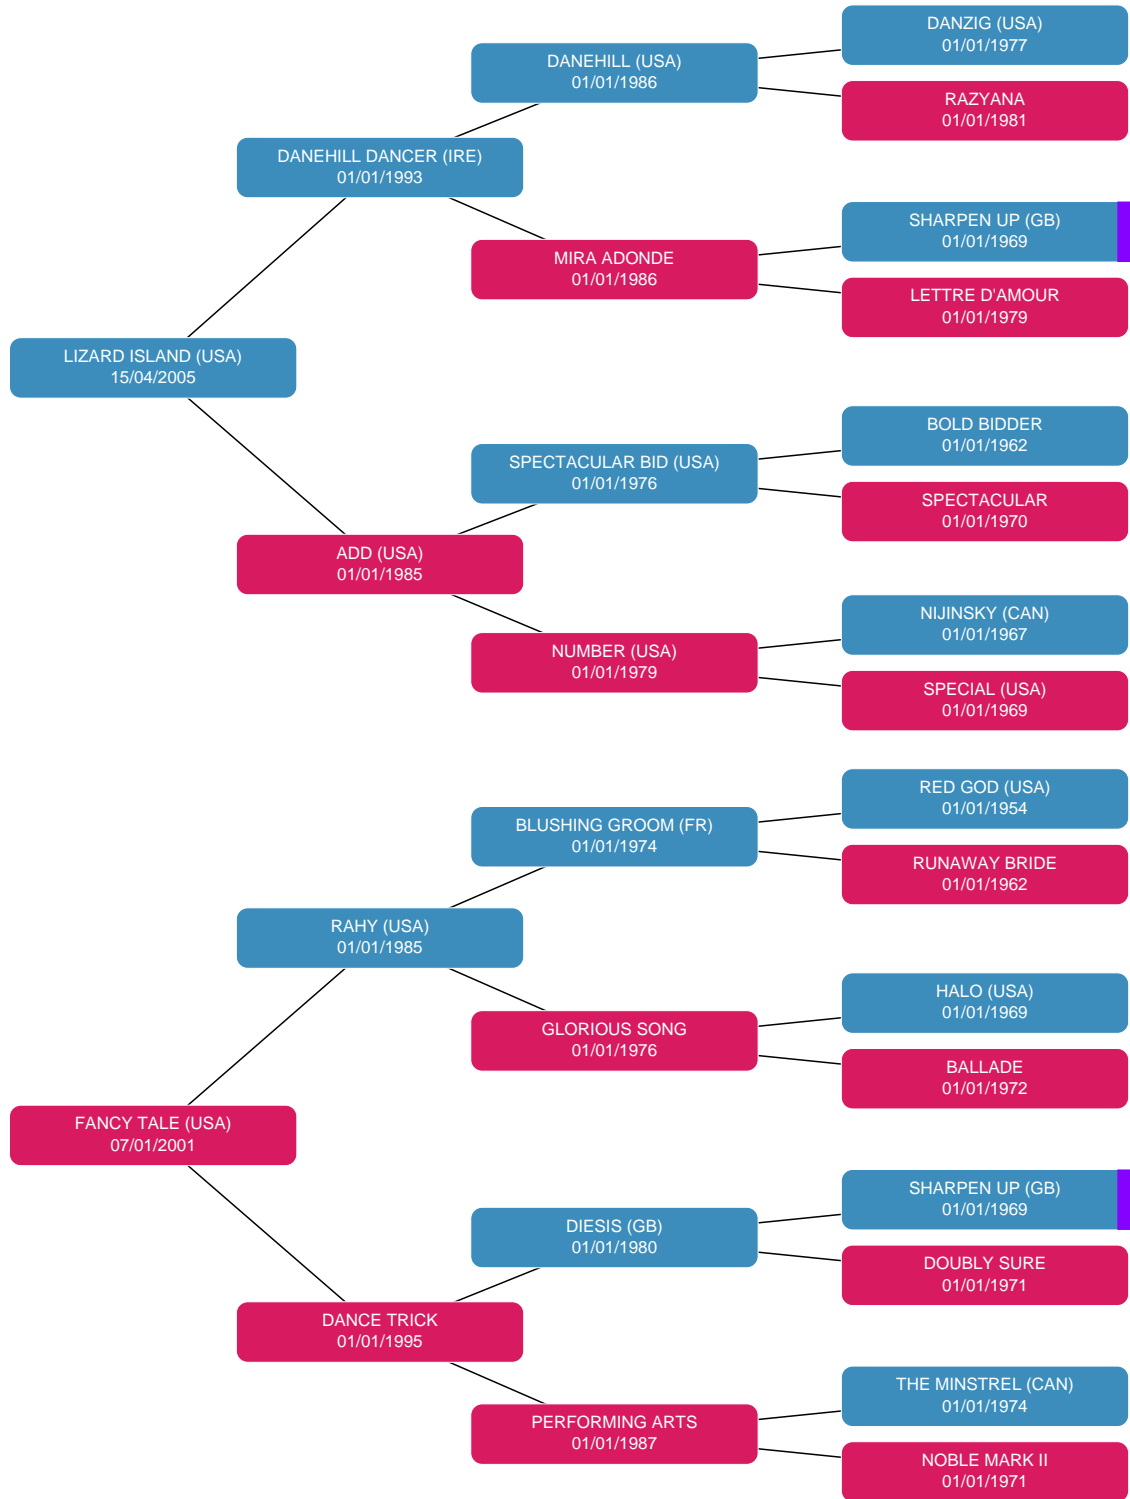 DANZIG (USA)
01/01/1977
DANEHILL (USA)
01/01/1986
RAZYANA
01/01/1981
DANEHILL DANCER (IRE)
01/01/1993
SHARPEN UP (GB)
01/01/1969
MIRA ADONDE
01/01/1986
LETTRE D'AMOUR
01/01/1979
LIZARD ISLAND (USA)
15/04/2005
BOLD BIDDER
01/01/1962
SPECTACULAR BID (USA)
01/01/1976
SPECTACULAR
01/01/1970
ADD (USA)
01/01/1985
NIJINSKY (CAN)
01/01/1967
NUMBER (USA)
01/01/1979
SPECIAL (USA)
01/01/1969
RED GOD (USA)
01/01/1954
BLUSHING GROOM (FR)
01/01/1974
RUNAWAY BRIDE
01/01/1962
RAHY (USA)
01/01/1985
HALO (USA)
01/01/1969
GLORIOUS SONG
01/01/1976
BALLADE
01/01/1972
FANCY TALE (USA)
07/01/2001
SHARPEN UP (GB)
01/01/1969
DIESIS (GB)
01/01/1980
DOUBLY SURE
01/01/1971
DANCE TRICK
01/01/1995
THE MINSTREL (CAN)
01/01/1974
PERFORMING ARTS
01/01/1987
NOBLE MARK II
01/01/1971